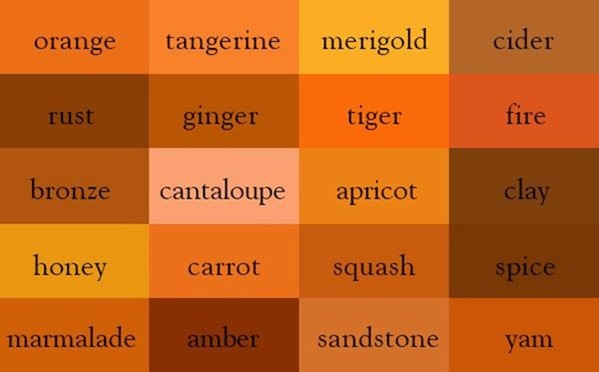 orange tangerine merigold cider
rust ginger tiger fire
bronze cantaloupe apricot clay
honey carrot squash spice
marmalade amber sandstone yam